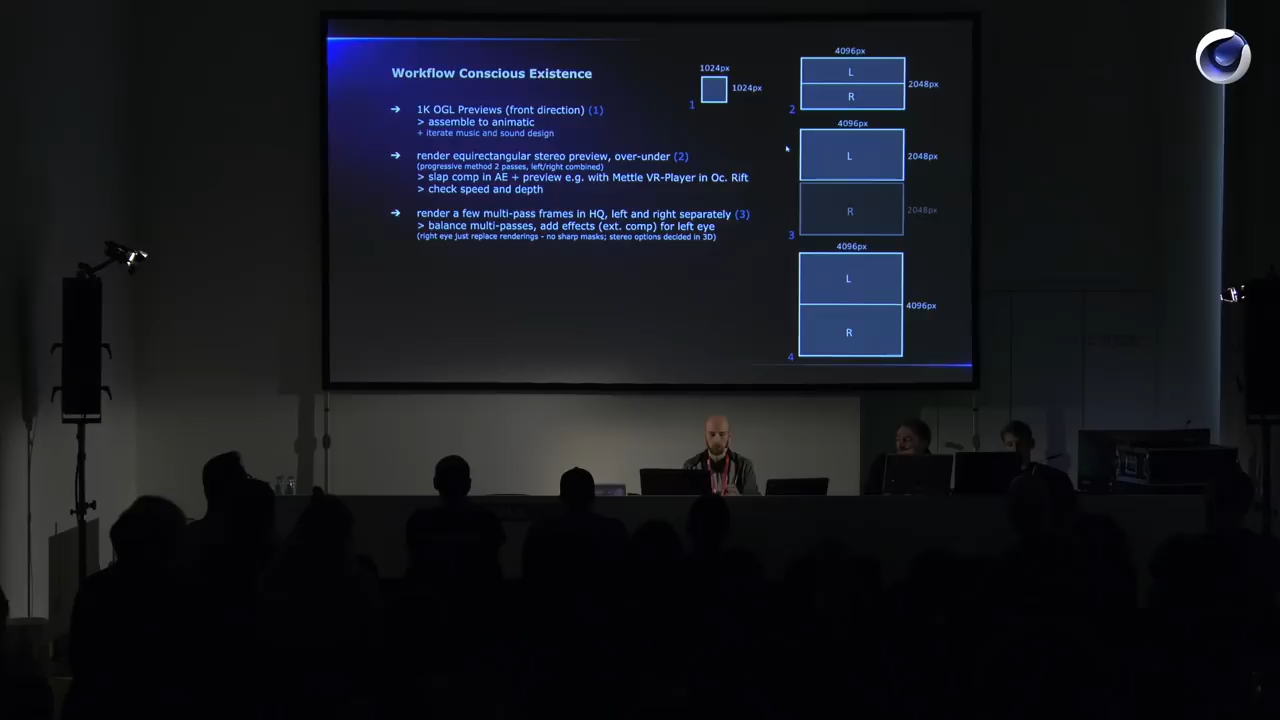 Workflow Conscious Existence
➔ 1K OGL Previews (front direction) (1)
> assemble to animatic
+ iterate music and sound design
➔ render equirectangular stereo preview, over-under (2)
(progressive method 2 passes, left/right combined)
> slap comp in AE + preview e.g. with Mettle VR-Player in Oc. Rift
> check speed and depth
➔ render a few multi-pass frames in HQ, left and right separately (3)
> balance multi-passes, add effects (ext. comp) for left eye
(right eye just replace renderings - no sharp masks; stereo options decided in 3D)
1024px
1024px
1
4096px
L
R
2048px
2
4096px
L
2048px
R
2048px
3
4096px
L
4096px
R
4